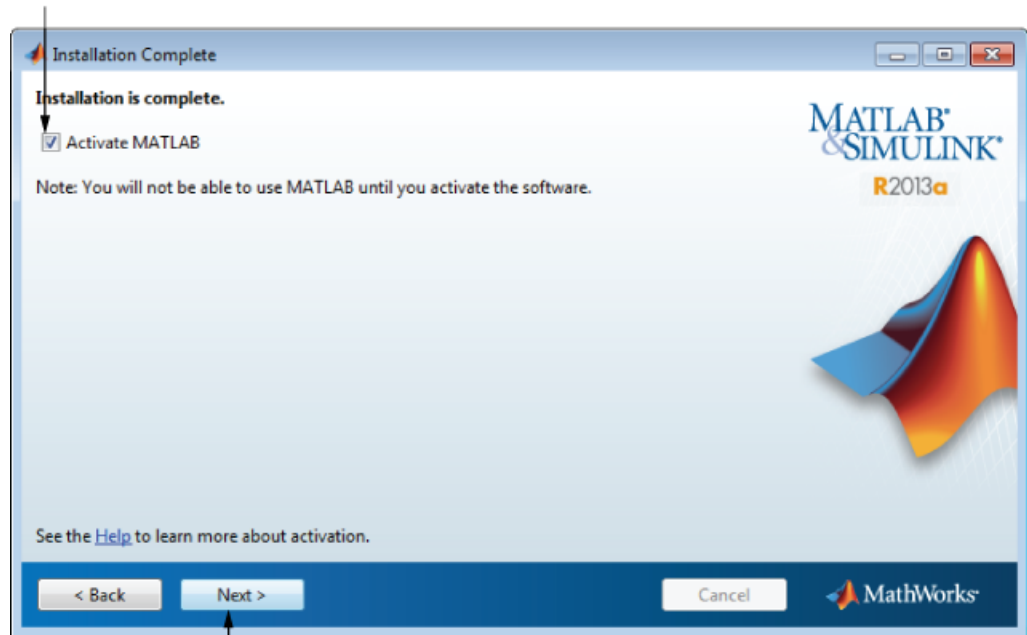 Installation Complete
Installation is complete.
Activate MATLAB
Note: You will not be able to use MATLAB until you activate the software.
MATLAB®
&SIMULINK®
R2013a
See the Help to learn more about activation.
< Back
Next >
Cancel
MathWorks®